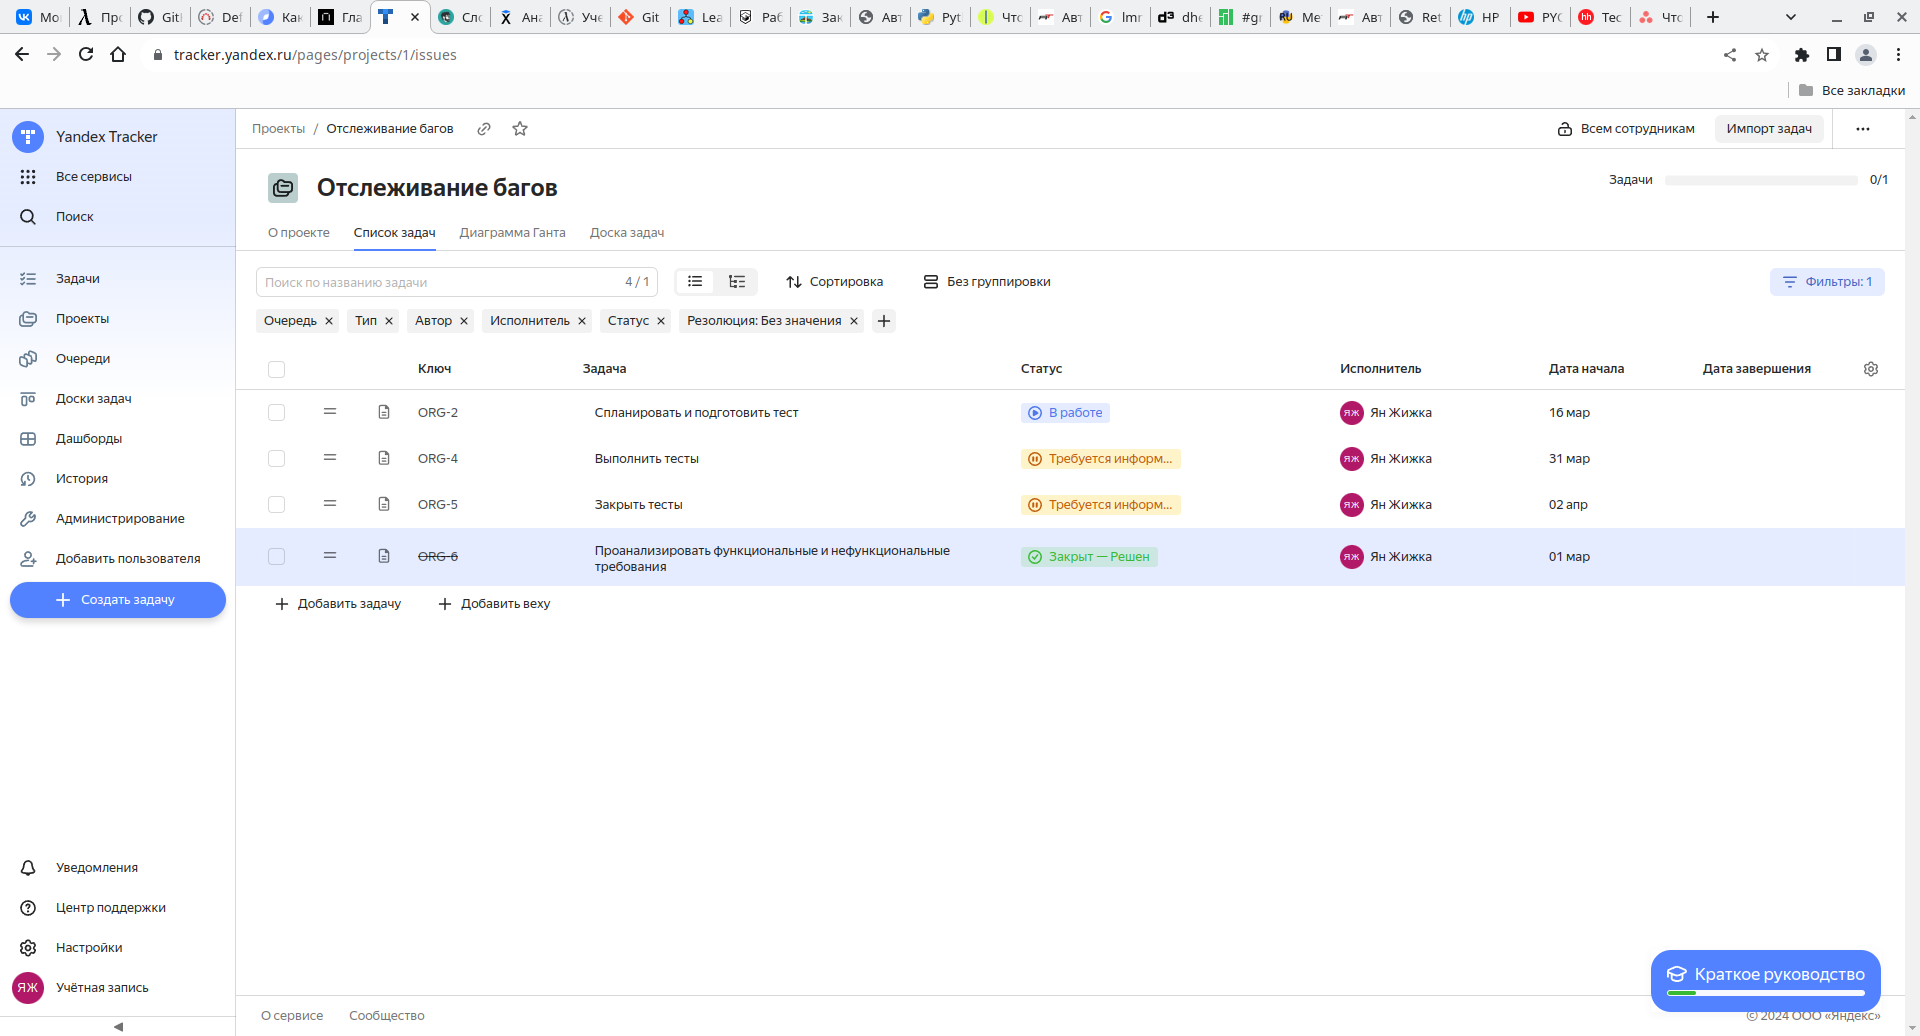 Мо
Прс
Git
Def
Как
Гла
Слс
Ана
Уче
Git
Lea
Раб
Зак
Авт
Pytl
Что
Авт
lmr
dhe
#gr
Ме
Авт
Ret
HP
PYC
Тес
Что
tracker.yandex.ru/pages/projects/1/issues
Все закладки
Yandex Tracker
Все сервисы
Поиск
Задачи
Проекты
Очереди
Доски задач
Дашборды
История
Администрирование
Добавить пользователя
Создать задачу
Уведомления
Центр поддержки
Настройки
ЯЖ Учётная запись
Проекты / Отслеживание багов
Всем сотрудникам
Импорт задач
Отслеживание багов
Задачи 0/1
О проекте Список задач Диаграмма Ганта Доска задач
Поиск по названию задачи 4 / 1 Сортировка Без группировки Фильтры: 1
Очередь Тип Автор Исполнитель Статус Резолюция: Без значения
Ключ Задача Статус Исполнитель Дата начала Дата завершения
ORG-2 Спланировать и подготовить тест В работе ЯЖ Ян Жижка 16 мар
ORG-4 Выполнить тесты Требуется информ... ЯЖ Ян Жижка 31 мар
ORG-5 Закрыть тесты Требуется информ... ЯЖ Ян Жижка 02 апр
ORG-6 Проанализировать функциональные и нефункциональные
требования Закрыт — Решен ЯЖ Ян Жижка 01 мар
Добавить задачу Добавить веху
Краткое руководство
О сервисе Сообщество © 2024 ООО «Яндекс»